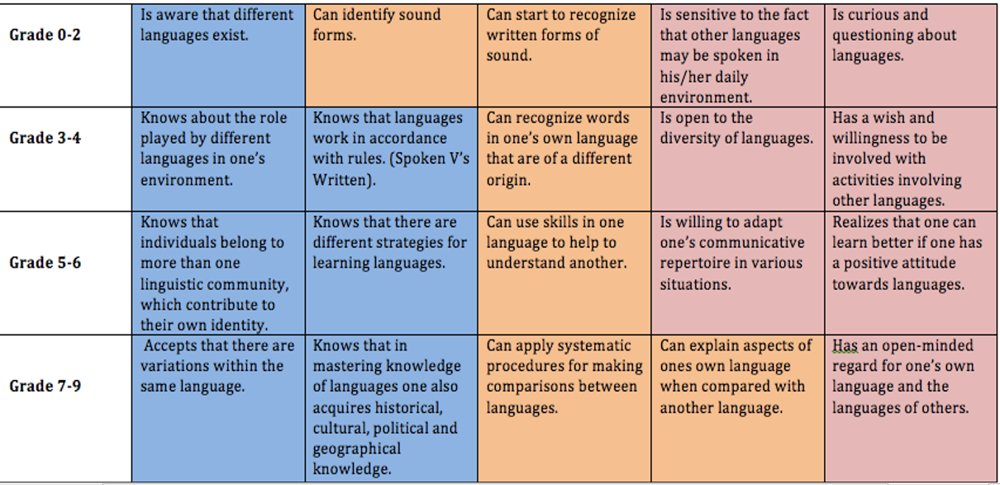 Grade 0-2
Is aware that different
languages exist.
Can identify sound
forms.
Can start to recognize
written forms of
sound.
Is sensitive to the fact
that other languages
may be spoken in
his/her daily
environment.
Is curious and
questioning about
languages.
Grade 3-4
Knows about the role
played by different
languages in one's
environment.
Knows that languages
work in accordance
with rules. (Spoken V's
Written).
Can recognize words
in one's own language
that are of a different
origin.
Is open to the
diversity of languages.
Has a wish and
willingness to be
involved with
activities involving
other languages.
Grade 5-6
Knows that
individuals belong to
more than one
linguistic community,
which contribute to
their own identity.
Knows that there are
different strategies for
learning languages.
Can use skills in one
language to help to
understand another.
Is willing to adapt
one's communicative
repertoire in various
situations.
Realizes that one can
learn better if one has
a positive attitude
towards languages.
Grade 7-9
Accepts that there are
variations within the
same language.
Knows that in
mastering knowledge
of languages one also
acquires historical,
cultural, political and
geographical
knowledge.
Can apply systematic
procedures for making
comparisons between
languages.
Can explain aspects of
ones own language
when compared with
another language.
Has an open-minded
regard for one's own
language and the
languages of others.